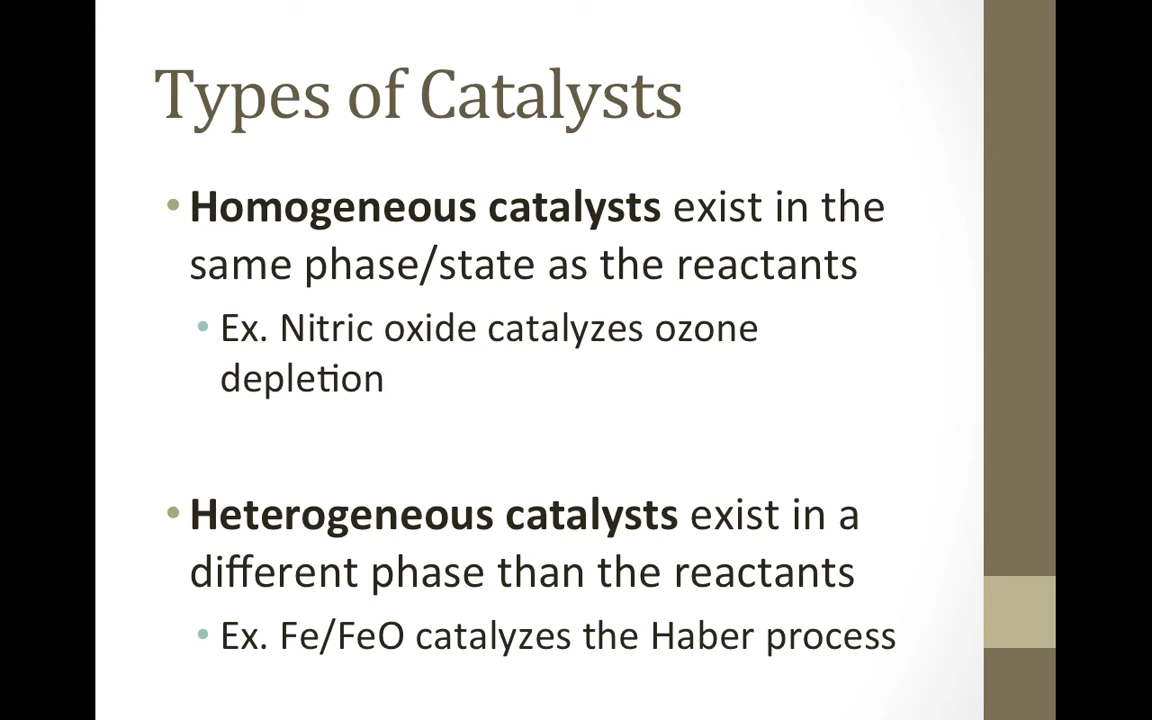 Types of Catalysts
• Homogeneous catalysts exist in the
same phase/state as the reactants
• Ex. Nitric oxide catalyzes ozone
depletion
• Heterogeneous catalysts exist in a
different phase than the reactants
• Ex. Fe/FeO catalyzes the Haber process